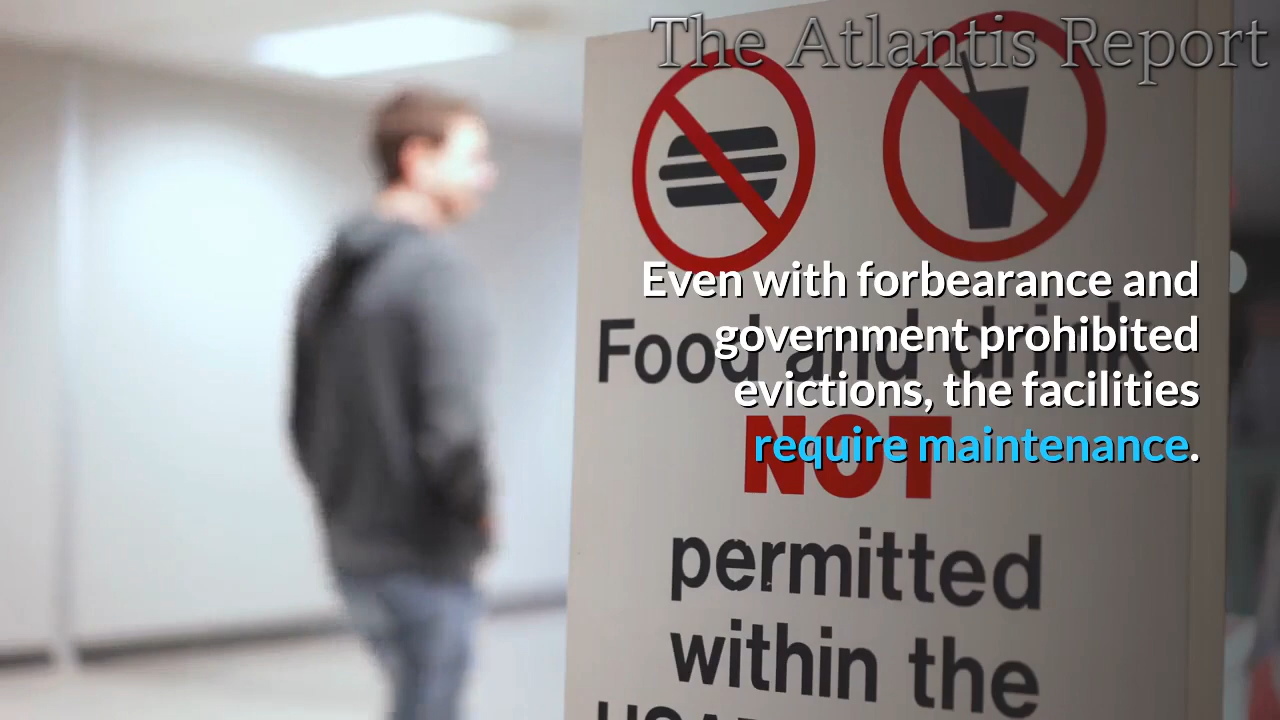 The Atlantis Report
Even with forbearance and
government prohibited
evictions, the facilities
require maintenance.
Food and drink
NOT
permitted
within the